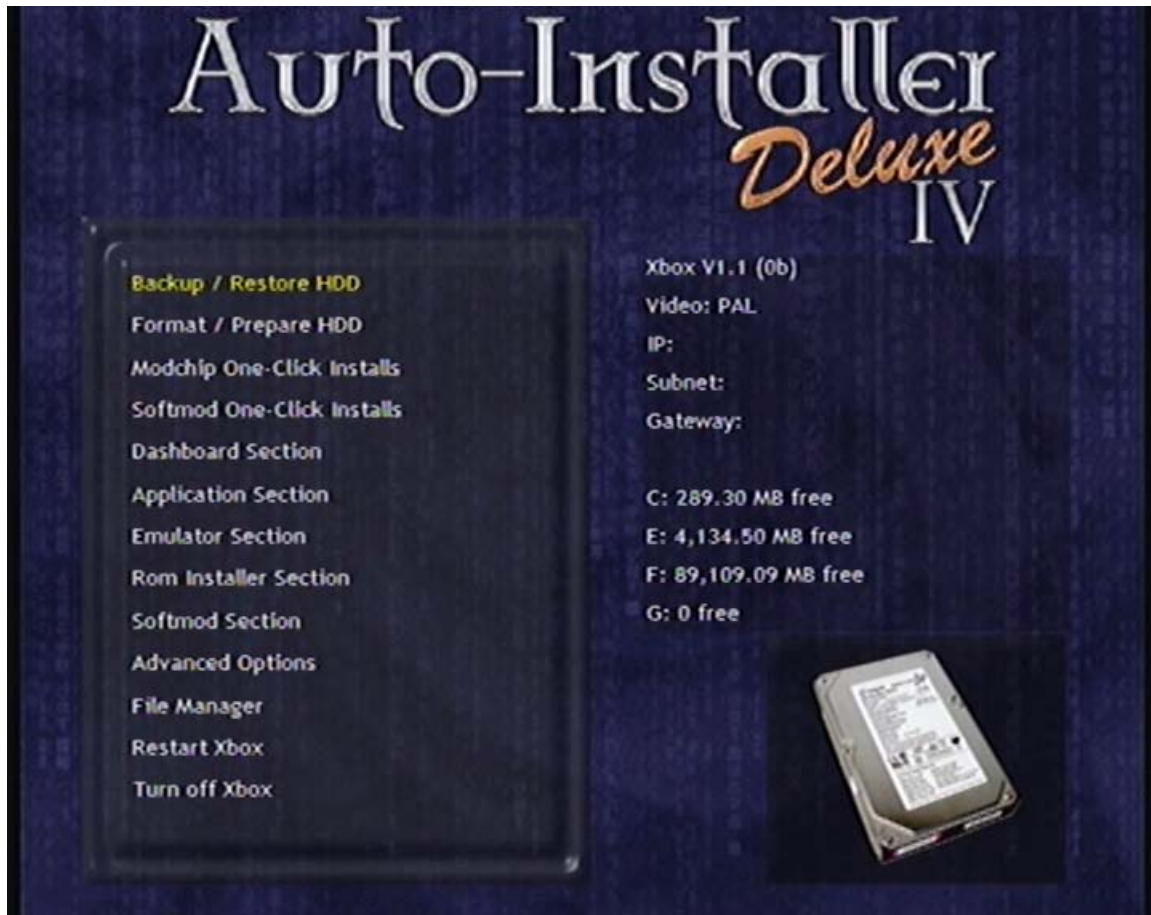 Auto-Installer
Deluxe
IV
Backup / Restore HDD
Format / Prepare HDD
Modchip One-Click Installs
Softmod One-Click Installs
Dashboard Section
Application Section
Emulator Section
Rom Installer Section
Softmod Section
Advanced Options
File Manager
Restart Xbox
Turn off Xbox
Xbox V1.1 (0b)
Video: PAL
IP:
Subnet:
Gateway:
C: 289.30 MB free
E: 4,134.50 MB free
F: 89,109.09 MB free
G: 0 free